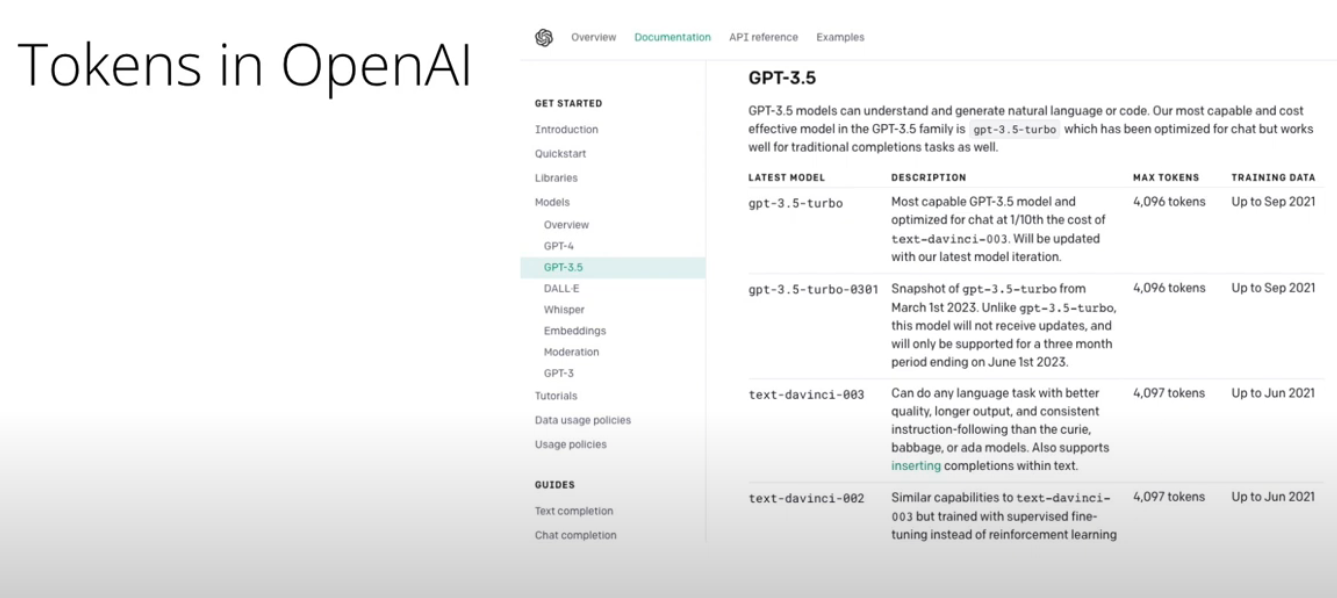 Tokens in OpenAI
Overview Documentation API reference Examples
GET STARTED
Introduction
Quickstart
Libraries
Models
Overview
GPT-4
GPT-3.5
DALL·E
Whisper
Embeddings
Moderation
GPT-3
Tutorials
Data usage policies
Usage policies
GUIDES
Text completion
Chat completion
GPT-3.5
GPT-3.5 models can understand and generate natural language or code. Our most capable and cost
effective model in the GPT-3.5 family is gpt-3.5-turbo which has been optimized for chat but works
well for traditional completions tasks as well.
LATEST MODEL DESCRIPTION MAX TOKENS TRAINING DATA
gpt-3.5-turbo Most capable GPT-3.5 model and 4,096 tokens Up to Sep 2021
optimized for chat at 1/10th the cost of
text-davinci-003. Will be updated
with our latest model iteration.
gpt-3.5-turbo-0301 Snapshot of gpt-3.5-turbo from 4,096 tokens Up to Sep 2021
March 1st 2023. Unlike gpt-3.5-turbo,
this model will not receive updates, and
will only be supported for a three month
period ending on June 1st 2023.
text-davinci-003 Can do any language task with better 4,097 tokens Up to Jun 2021
quality, longer output, and consistent
instruction-following than the curie,
babbage, or ada models. Also supports
inserting completions within text.
text-davinci-002 Similar capabilities to text-davinci- 4,097 tokens Up to Jun 2021
003 but trained with supervised fine-
tuning instead of reinforcement learning